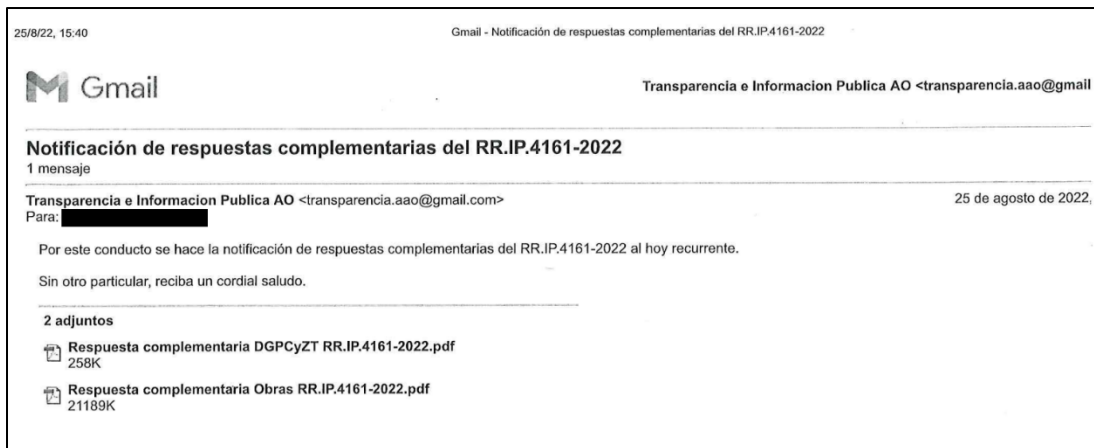 25/8/22, 15:40
Gmail - Notificación de respuestas complementarias del RR.IP.4161-2022
Gmail
Transparencia e Informacion Publica AO <transparencia.aao@gmail
Notificación de respuestas complementarias del RR.IP.4161-2022
1 mensaje
Transparencia e Informacion Publica AO <transparencia.aao@gmail.com>
25 de agosto de 2022,
Para:
Por este conducto se hace la notificación de respuestas complementarias del RR.IP.4161-2022 al hoy recurrente.
Sin otro particular, reciba un cordial saludo.
2 adjuntos
Respuesta complementaria DGPCyZT RR.IP.4161-2022.pdf
258K
Respuesta complementaria Obras RR.IP.4161-2022.pdf
21189K